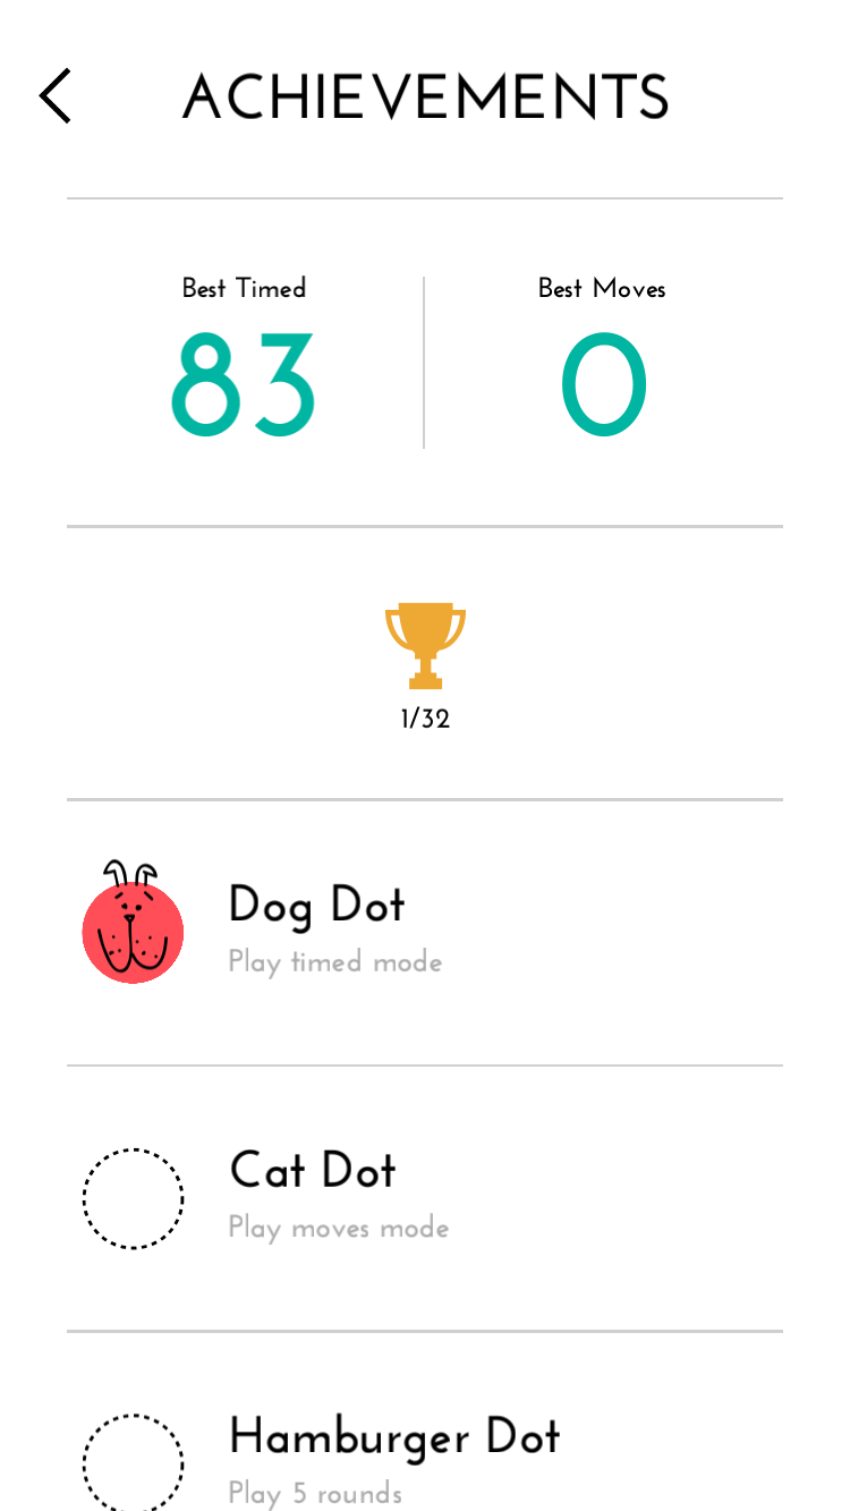 ACHIEVEMENTS
Best Timed
83
Best Moves
0
1/32
Dog Dot
Play timed mode
Cat Dot
Play moves mode
Hamburger Dot
Play 5 rounds